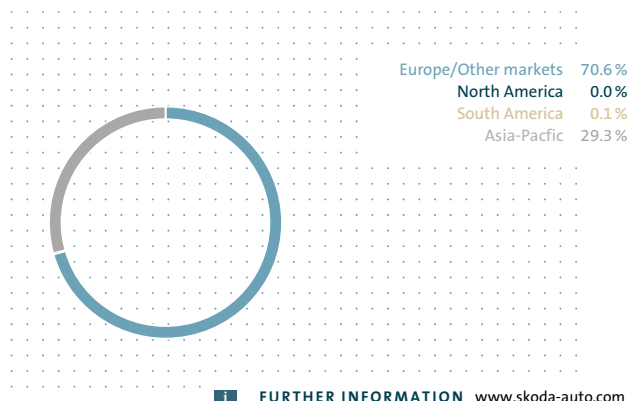 Europe/Other markets 70.6 %
North America 0.0 %
South America 0.1 %
Asia-Pacfic 29.3 %
i FURTHER INFORMATION www.skoda-auto.com